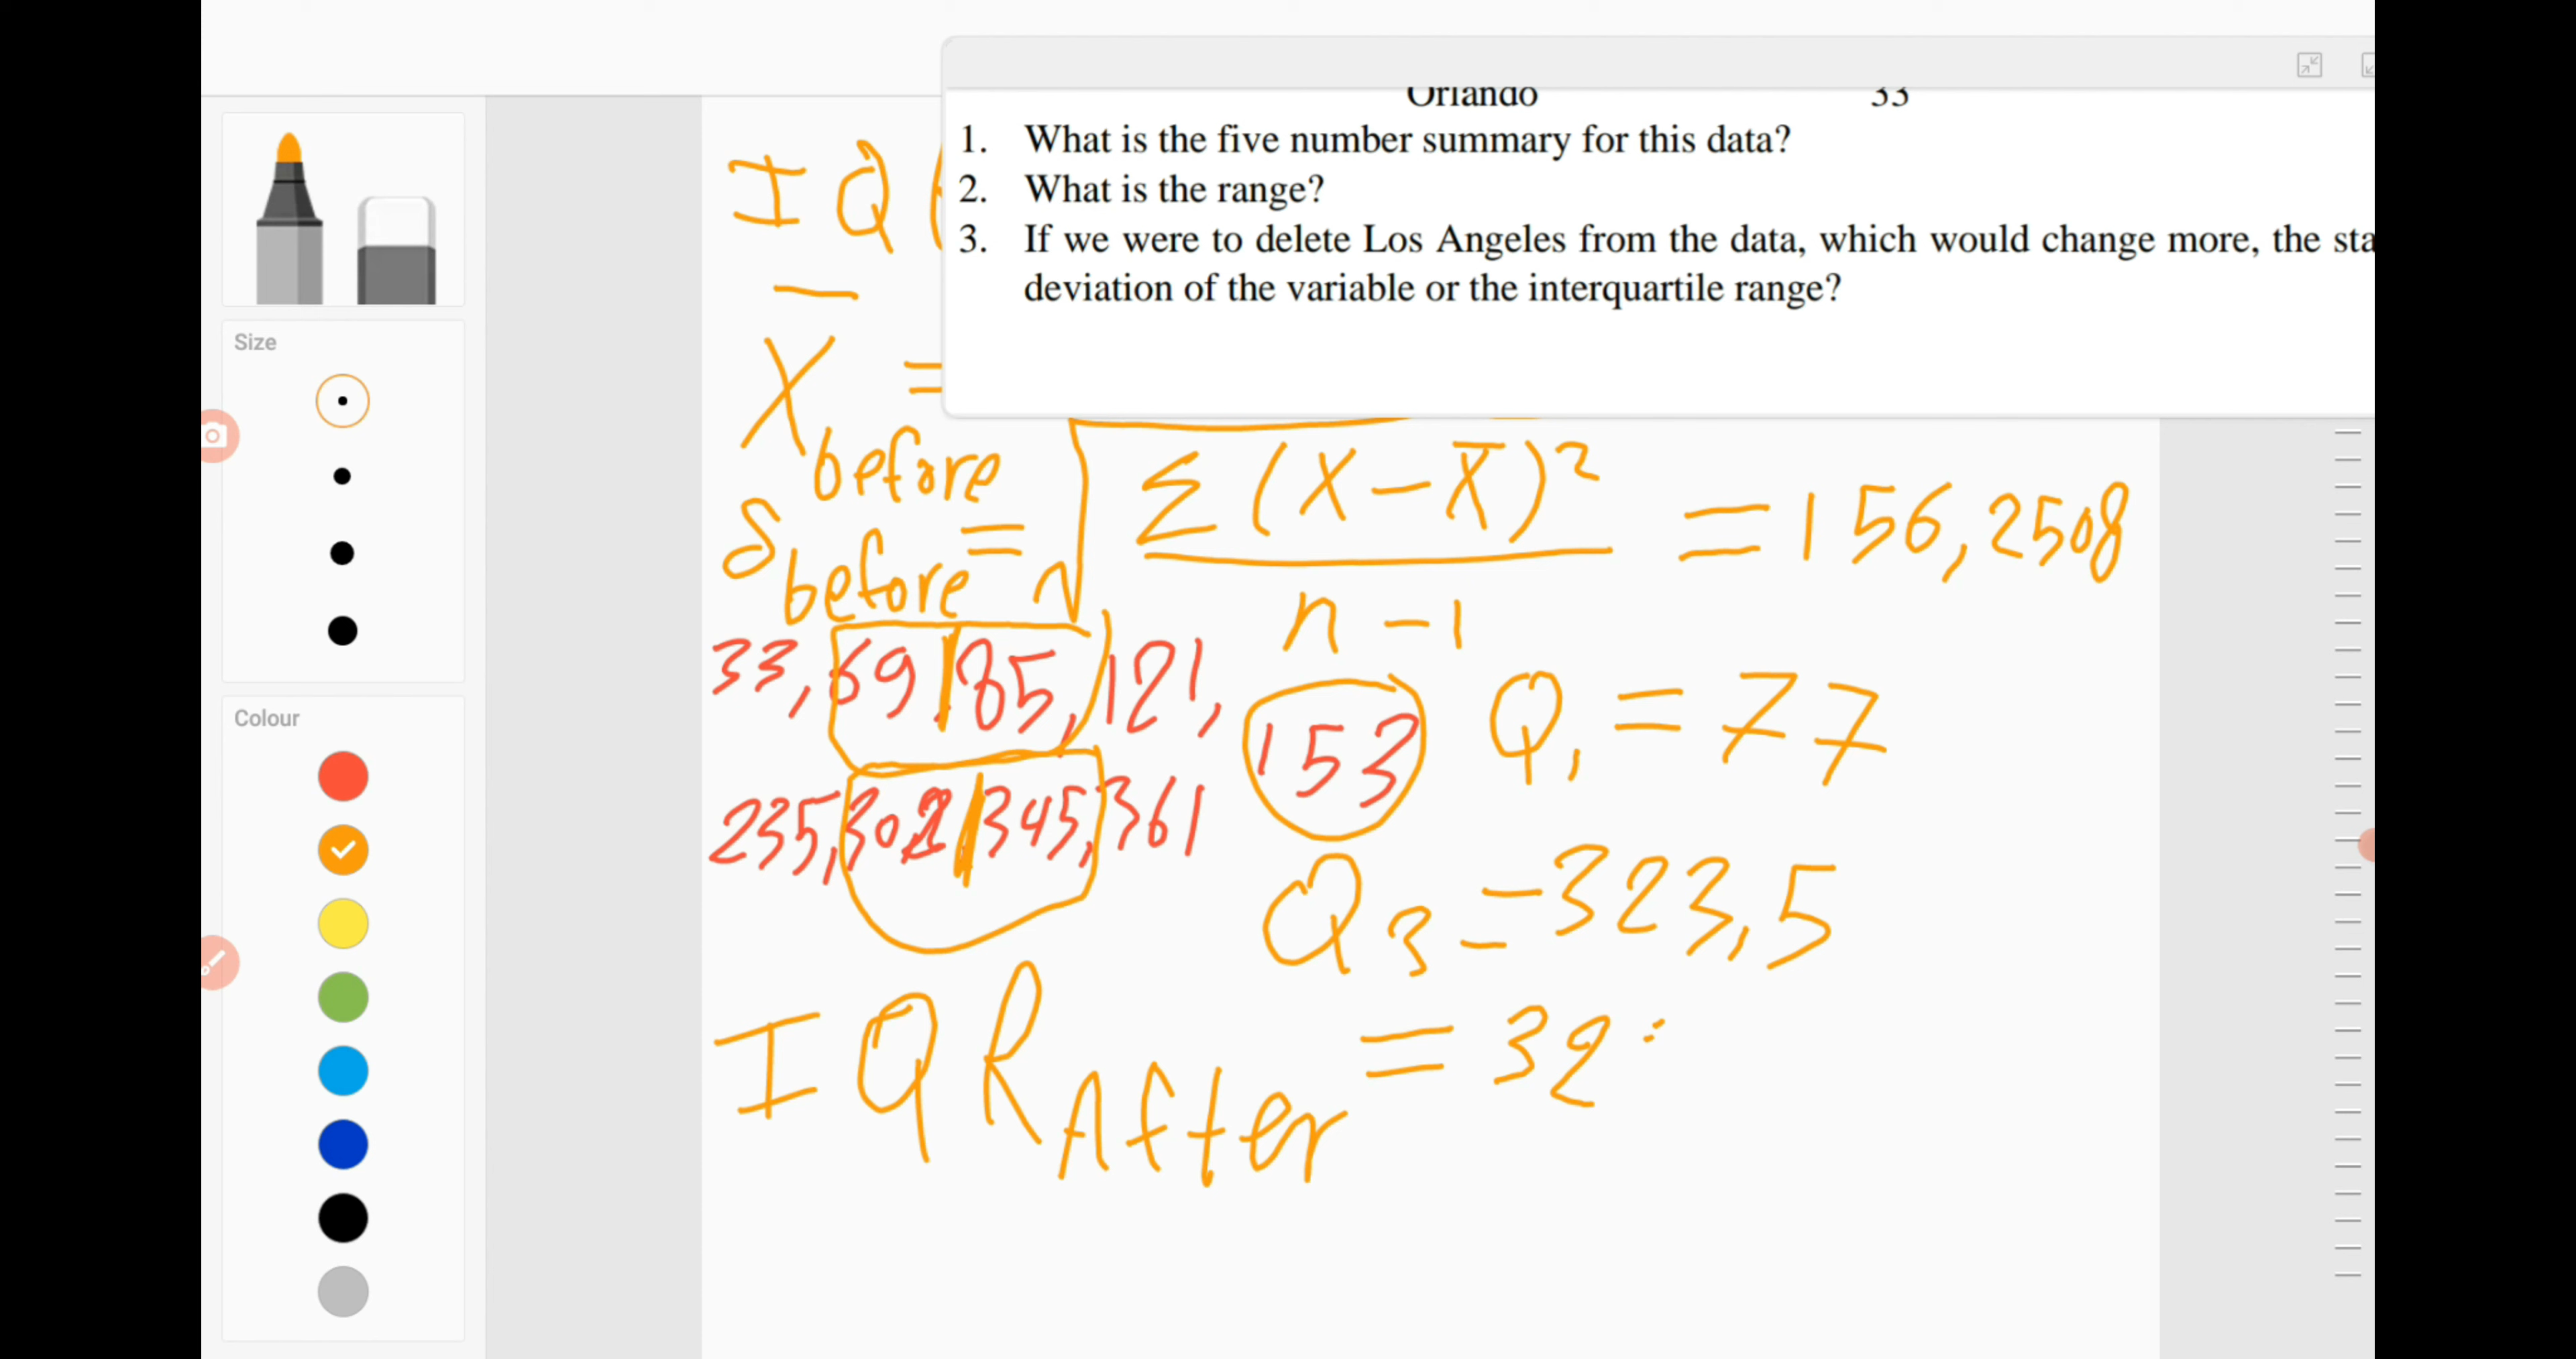 Orlando 33
1. What is the five number summary for this data?
2. What is the range?
3. If we were to delete Los Angeles from the data, which would change more, the sta
deviation of the variable or the interquartile range?
Size
Colour
IQ
X̄ before =
δ before = √ Σ(X-X̄)² / n-1 = 156,2508
33, 69, 85, 121, 153
235, 302, 345, 361
Q₁ = 77
Q₃ = 323,5
IQR After = 32